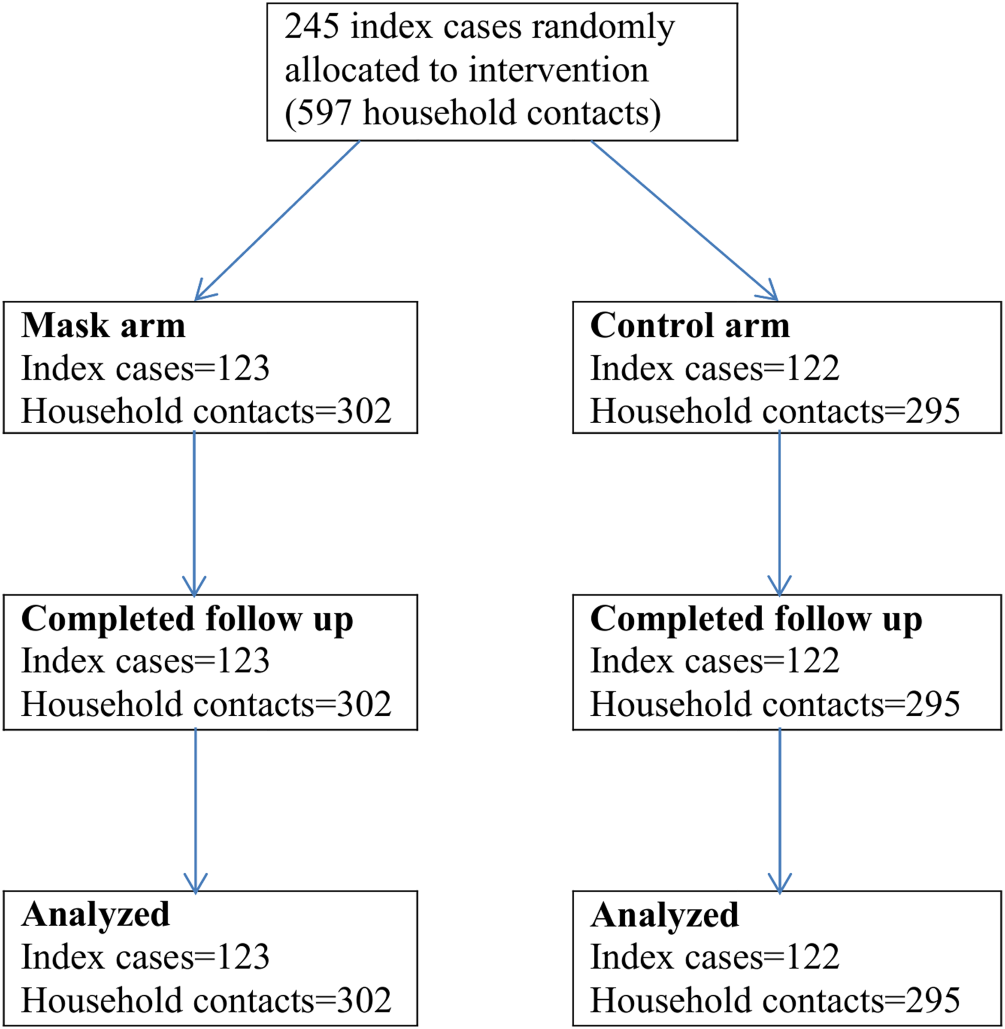 245 index cases randomly
allocated to intervention
(597 household contacts)
Mask arm
Index cases=123
Household contacts=302
Control arm
Index cases=122
Household contacts=295
Completed follow up
Index cases=123
Household contacts=302
Completed follow up
Index cases=122
Household contacts=295
Analyzed
Index cases=123
Household contacts=302
Analyzed
Index cases=122
Household contacts=295